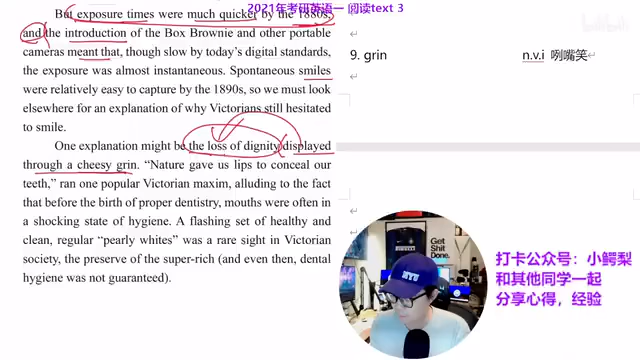 2021年考研英语一 阅读text 3
bilibili
But exposure times were much quicker by the 1880s,
and the introduction of the Box Brownie and other portable
cameras meant that, though slow by today's digital standards,
the exposure was almost instantaneous. Spontaneous smiles
were relatively easy to capture by the 1890s, so we must look
elsewhere for an explanation of why Victorians still hesitated
to smile.
One explanation might be the loss of dignity displayed
through a cheesy grin. “Nature gave us lips to conceal our
teeth,” ran one popular Victorian maxim, alluding to the fact
that before the birth of proper dentistry, mouths were often in
a shocking state of hygiene. A flashing set of healthy and
clean, regular “pearly whites” was a rare sight in Victorian
society, the preserve of the super-rich (and even then, dental
hygiene was not guaranteed).
9. grin n.v.i 咧嘴笑
Get
Shit
Done.
NYU
打卡公众号：小鳄梨
和其他同学一起
分享心得，经验